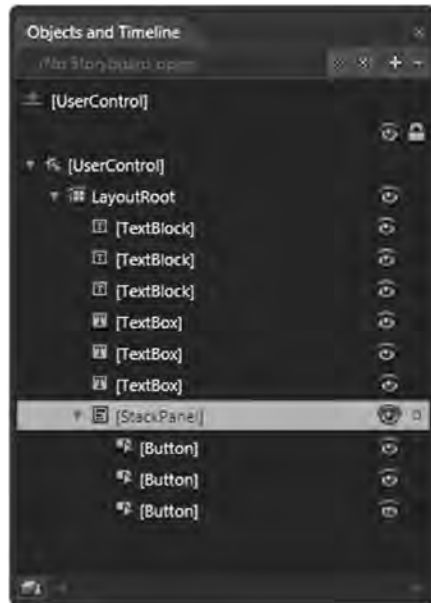 Objects and Timeline
(No Storyboard open)
[UserControl]
[UserControl]
LayoutRoot
[TextBlock]
[TextBlock]
[TextBlock]
[TextBox]
[TextBox]
[TextBox]
[StackPanel]
[Button]
[Button]
[Button]